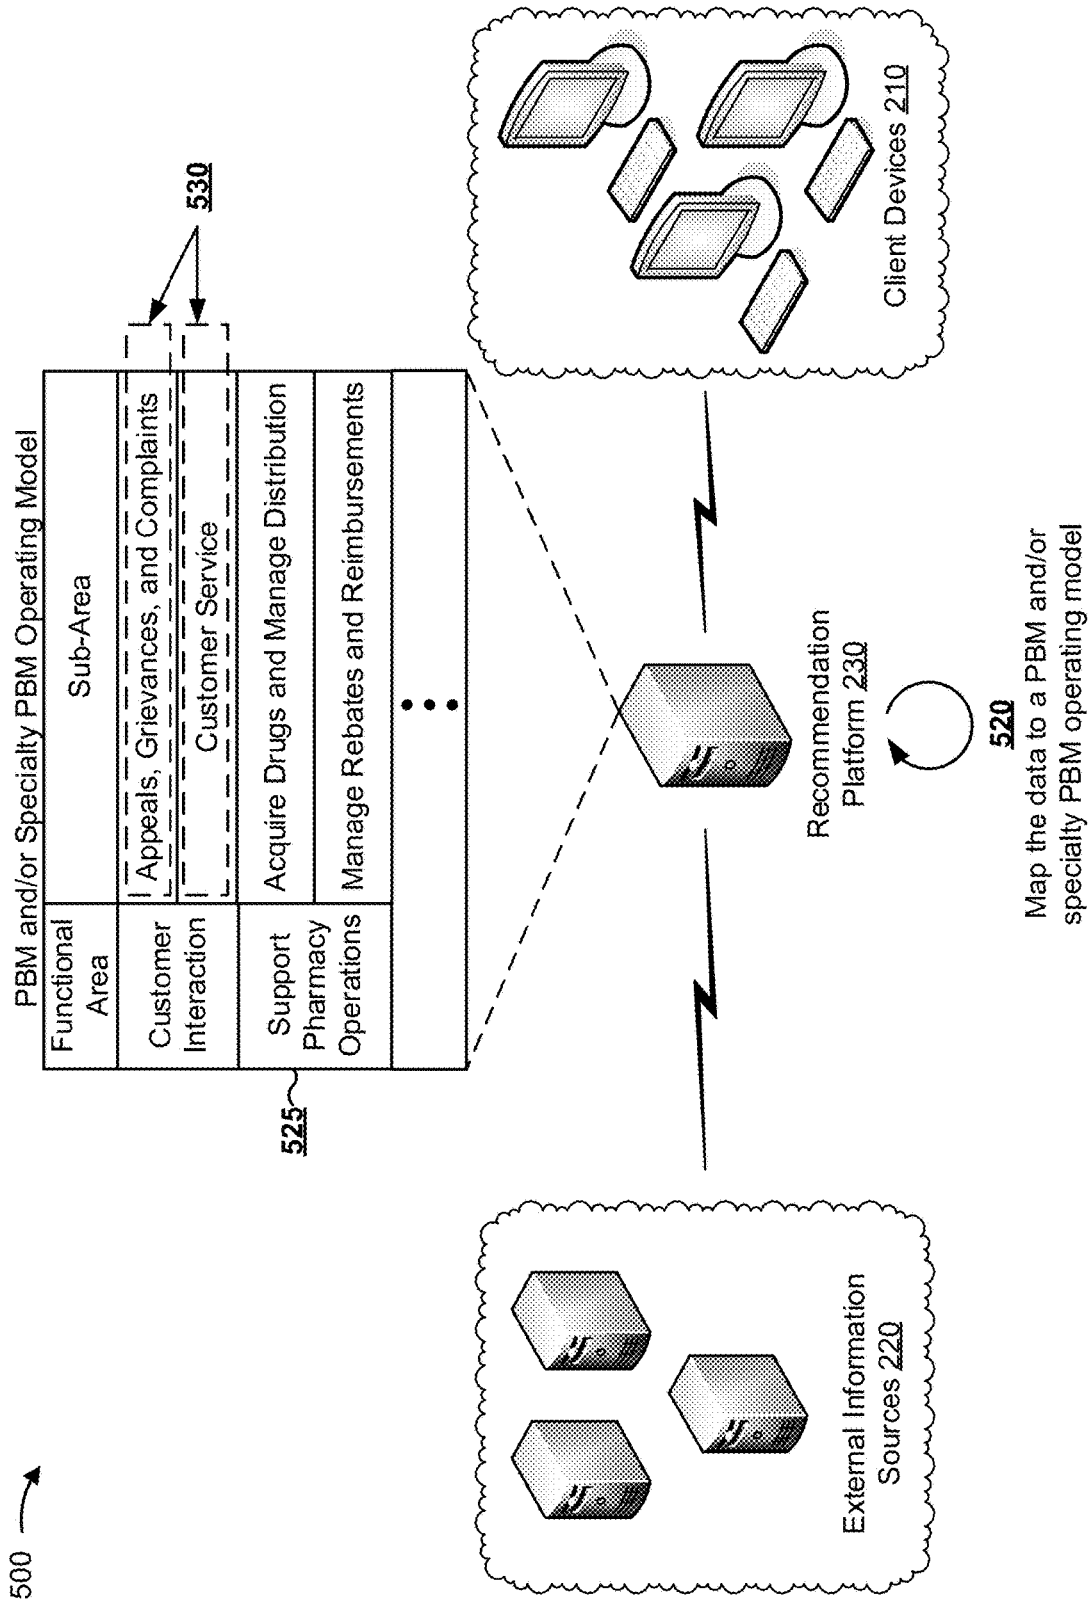 500
PBM and/or Specialty PBM Operating Model
Functional
Area
Sub-Area
Customer
Interaction
Appeals, Grievances, and Complaints
Customer Service
530
525
Support
Pharmacy
Operations
Acquire Drugs and Manage Distribution
Manage Rebates and Reimbursements
External Information
Sources 220
Recommendation
Platform 230
Client Devices 210
520
Map the data to a PBM and/or
specialty PBM operating model